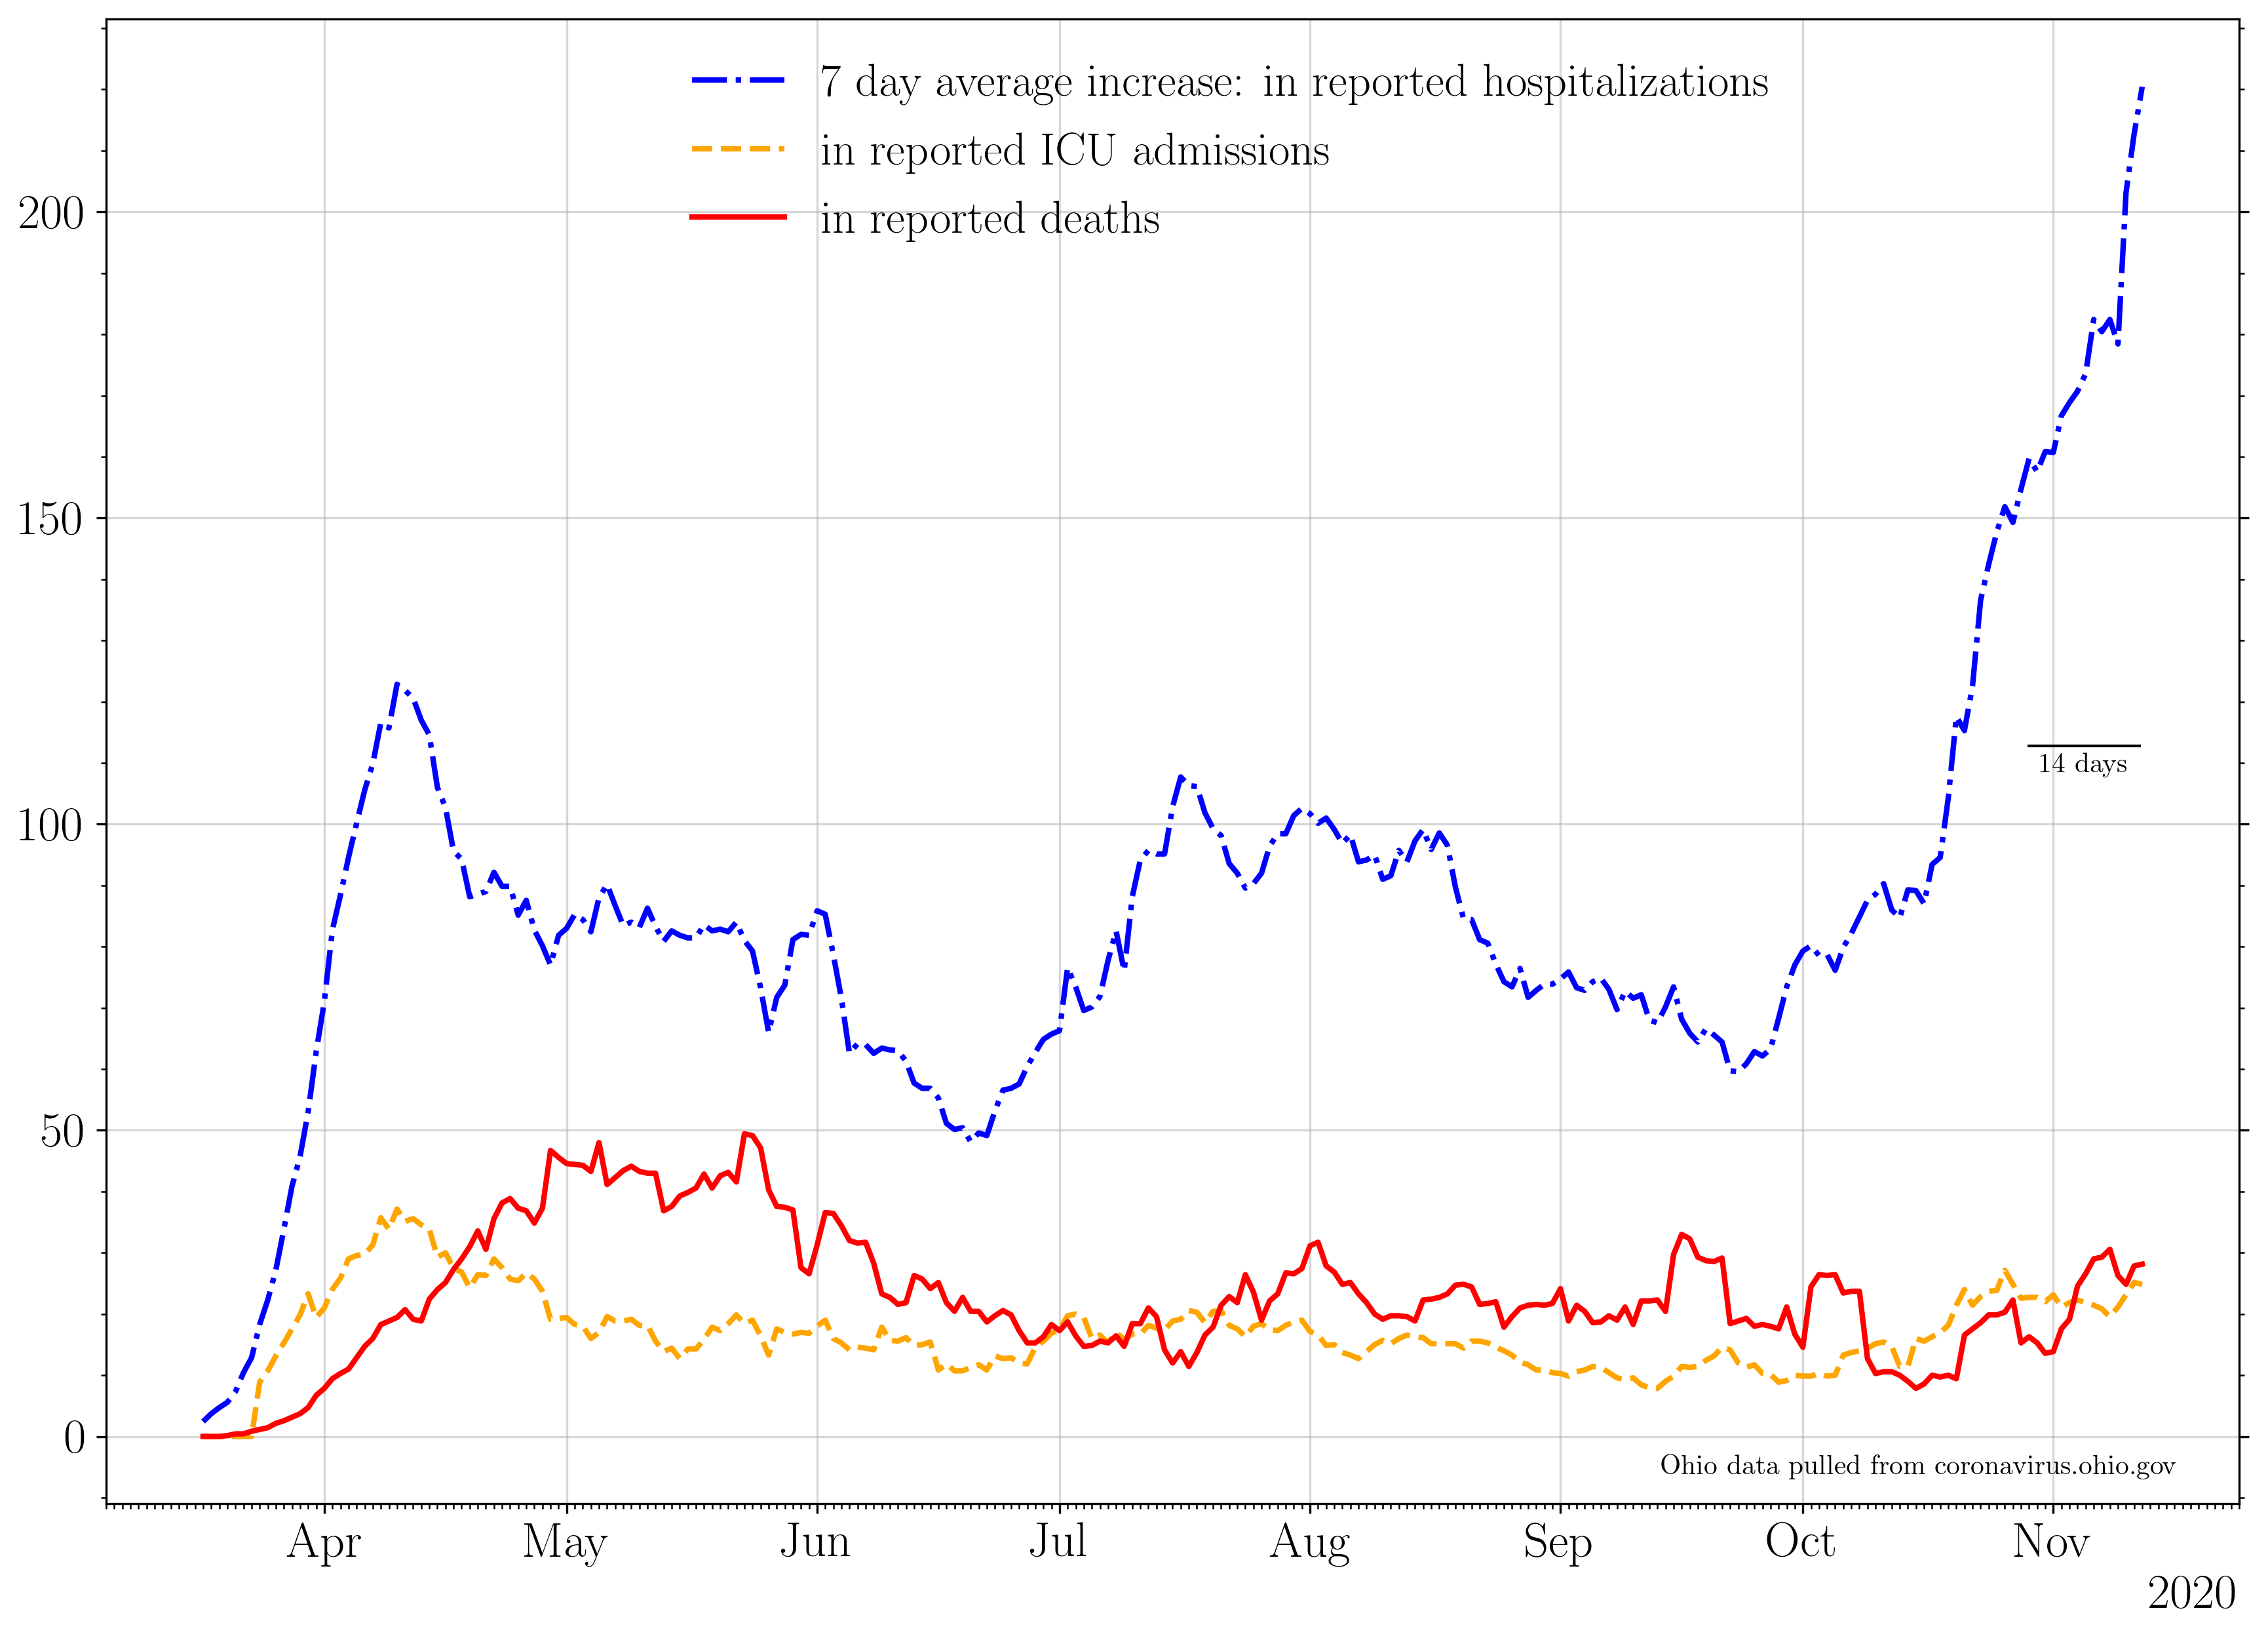 7 day average increase: in reported hospitalizations
in reported ICU admissions
in reported deaths
200
150
100
50
0
14 days
Ohio data pulled from coronavirus.ohio.gov
Apr May Jun Jul Aug Sep Oct Nov
2020